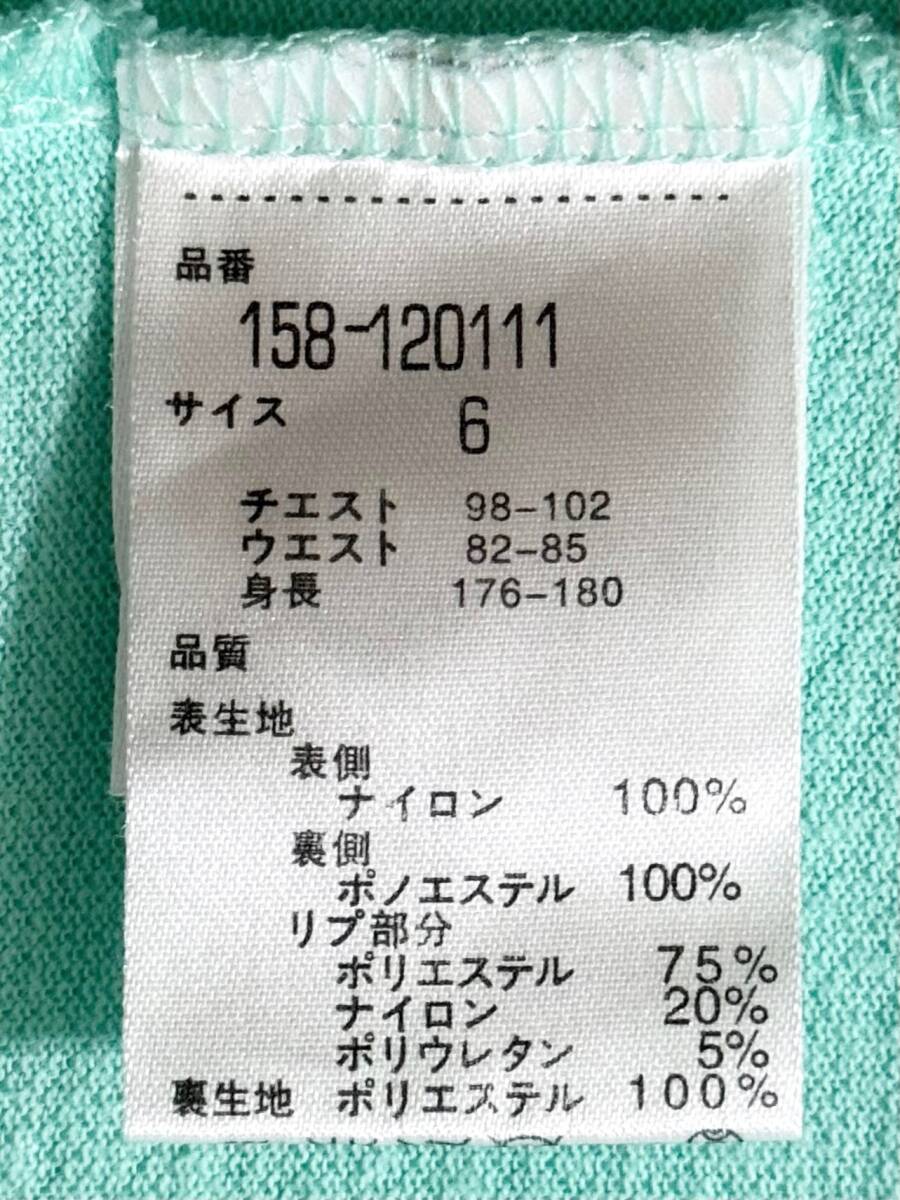 品番
158-120111
サイズ 6
チエスト 98-102
ウエスト 82-85
身長 176-180
品質
表生地
表側
ナイロン 100%
裏側
ポノエステル 100%
リブ部分
ポリエステル 75%
ナイロン 20%
ポリウレタン 5%
裏生地 ポリエステル 100%